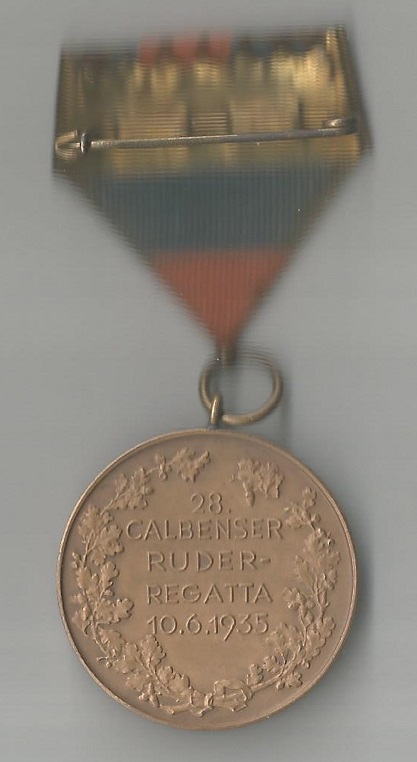 28.
CALBENSER
RUDER-
REGATTA
10.6.1935